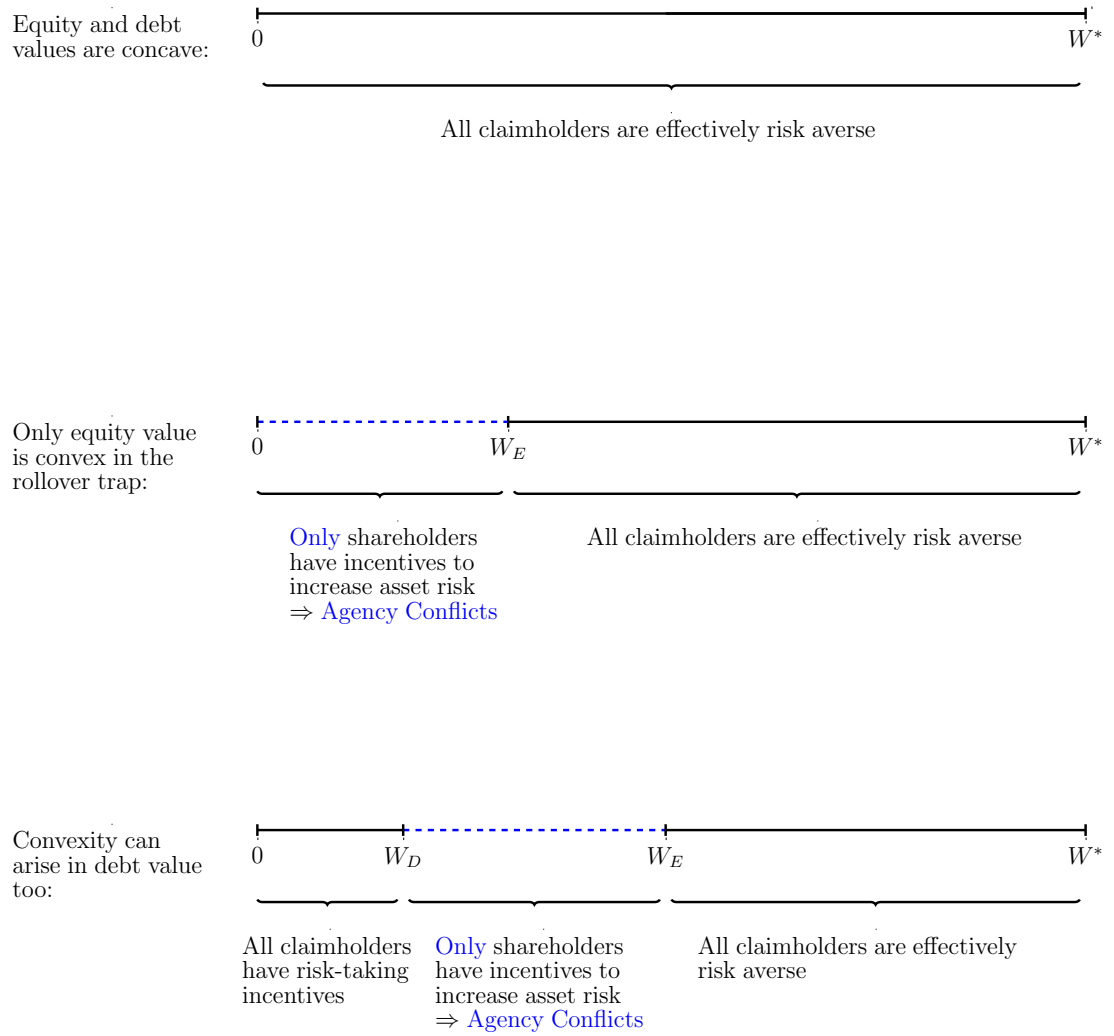 Equity and debt
values are concave:
0
W*
All claimholders are effectively risk averse
Only equity value
is convex in the
rollover trap:
0
W_E
W*
Only shareholders
have incentives to
increase asset risk
⇒ Agency Conflicts
All claimholders are effectively risk averse
Convexity can
arise in debt value
too:
0
W_D
W_E
W*
All claimholders
have risk-taking
incentives
Only shareholders
have incentives to
increase asset risk
⇒ Agency Conflicts
All claimholders are effectively
risk averse